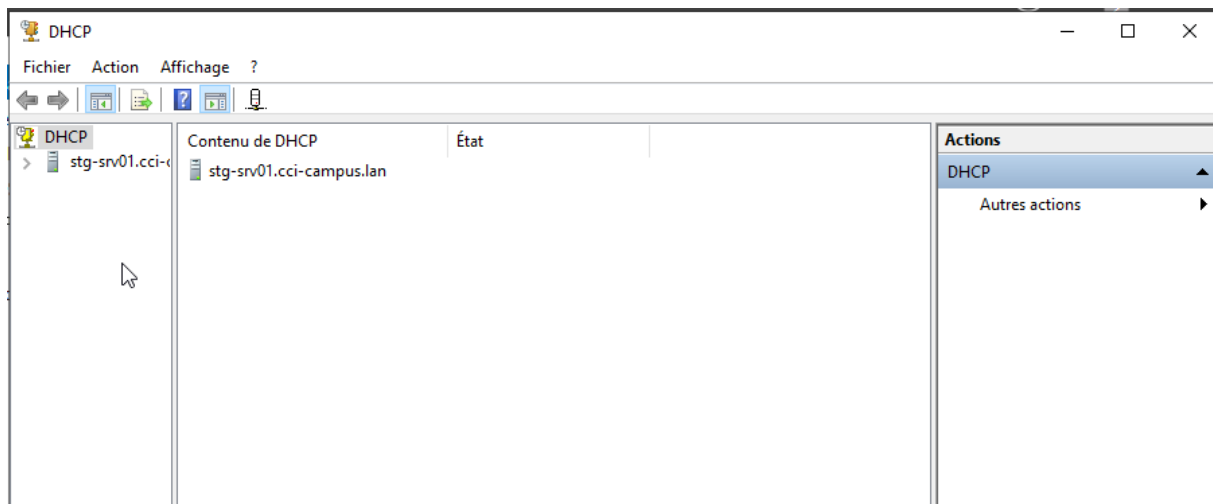 DHCP
Fichier Action Affichage ?
DHCP
stg-srv01.cci-c
Contenu de DHCP État
stg-srv01.cci-campus.lan
Actions
DHCP
Autres actions